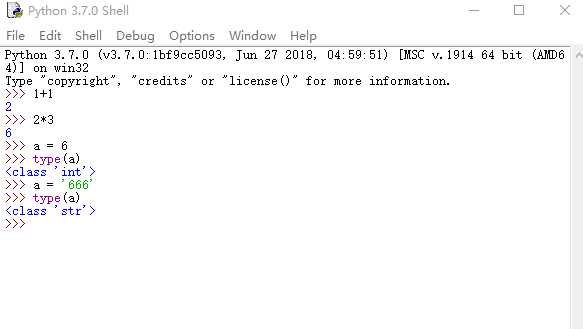 Python 3.7.0 Shell
File Edit Shell Debug Options Window Help
Python 3.7.0 (v3.7.0:1bf9cc5093, Jun 27 2018, 04:59:51) [MSC v.1914 64 bit (AMD6
4)] on win32
Type "copyright", "credits" or "license()" for more information.
>>> 1+1
2
>>> 2*3
6
>>> a = 6
>>> type(a)
<class 'int'>
>>> a = '666'
>>> type(a)
<class 'str'>
>>>